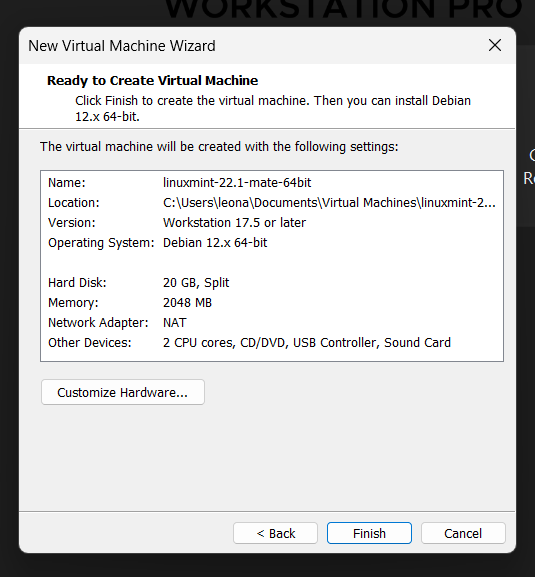 WORKSTATION PRO
New Virtual Machine Wizard
Ready to Create Virtual Machine
Click Finish to create the virtual machine. Then you can install Debian
12.x 64-bit.
The virtual machine will be created with the following settings:
Name: linuxmint-22.1-mate-64bit
Location: C:\Users\leona\Documents\Virtual Machines\linuxmint-2...
Version: Workstation 17.5 or later
Operating System: Debian 12.x 64-bit
Hard Disk: 20 GB, Split
Memory: 2048 MB
Network Adapter: NAT
Other Devices: 2 CPU cores, CD/DVD, USB Controller, Sound Card
Customize Hardware...
< Back Finish Cancel